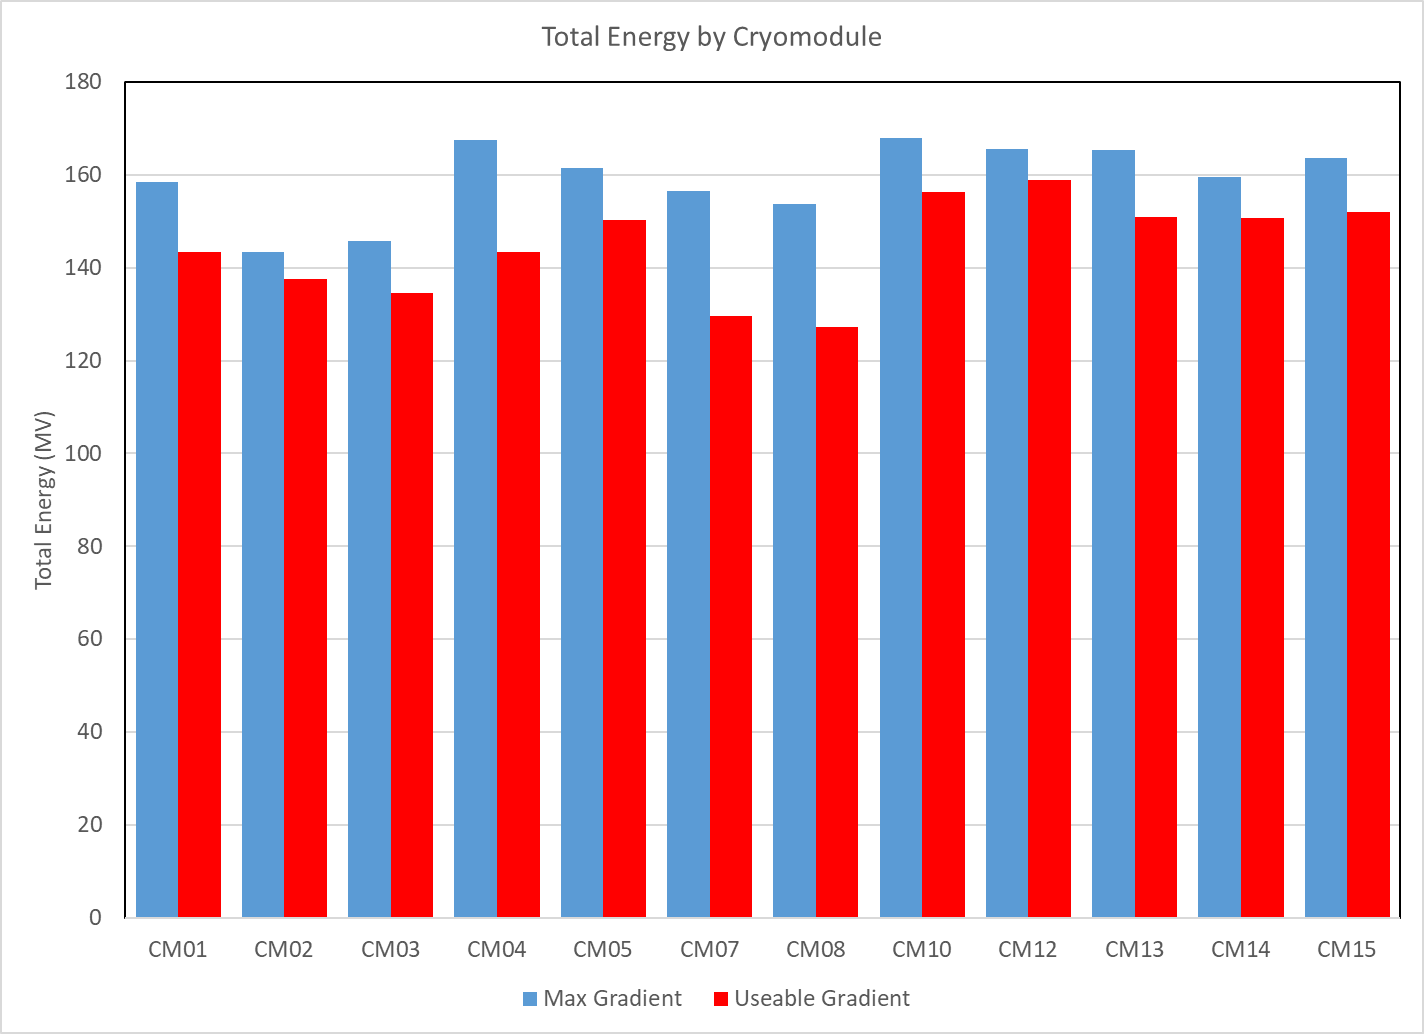 Total Energy by Cryomodule
Total Energy (MV)
180
160
140
120
100
80
60
40
20
0
CM01 CM02 CM03 CM04 CM05 CM07 CM08 CM10 CM12 CM13 CM14 CM15
Max Gradient Useable Gradient